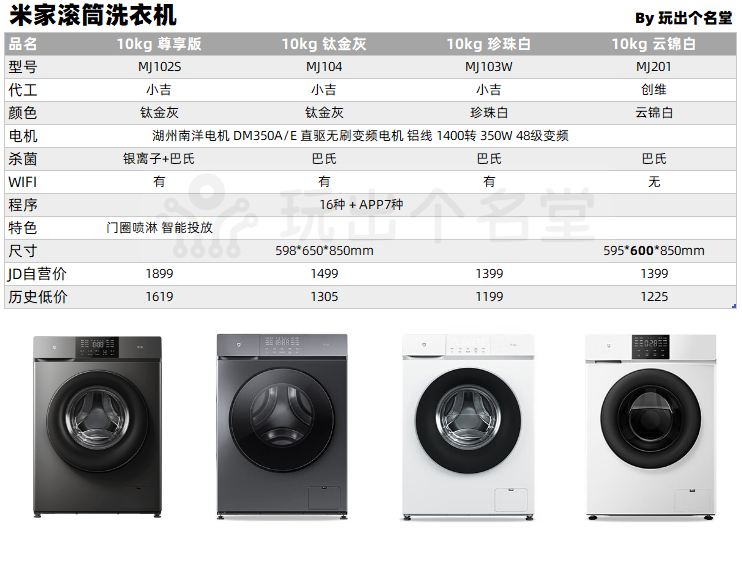 米家滚筒洗衣机
By 玩出个名堂
品名 10kg 尊享版 10kg 钛金灰 10kg 珍珠白 10kg 云锦白
型号 MJ102S MJ104 MJ103W MJ201
代工 小吉 小吉 小吉 创维
颜色 钛金灰 钛金灰 珍珠白 云锦白
电机 湖州南洋电机 DM350A/E 直驱无刷变频电机 铝线 1400转 350W 48级变频
杀菌 银离子+巴氏 巴氏 巴氏 巴氏
WIFI 有 有 有 无
程序 16种 + APP7种
玩出个名堂
特色 门圈喷淋 智能投放
尺寸 598*650*850mm 595*600*850mm
JD自营价 1899 1499 1399 1399
历史低价 1619 1305 1199 1225